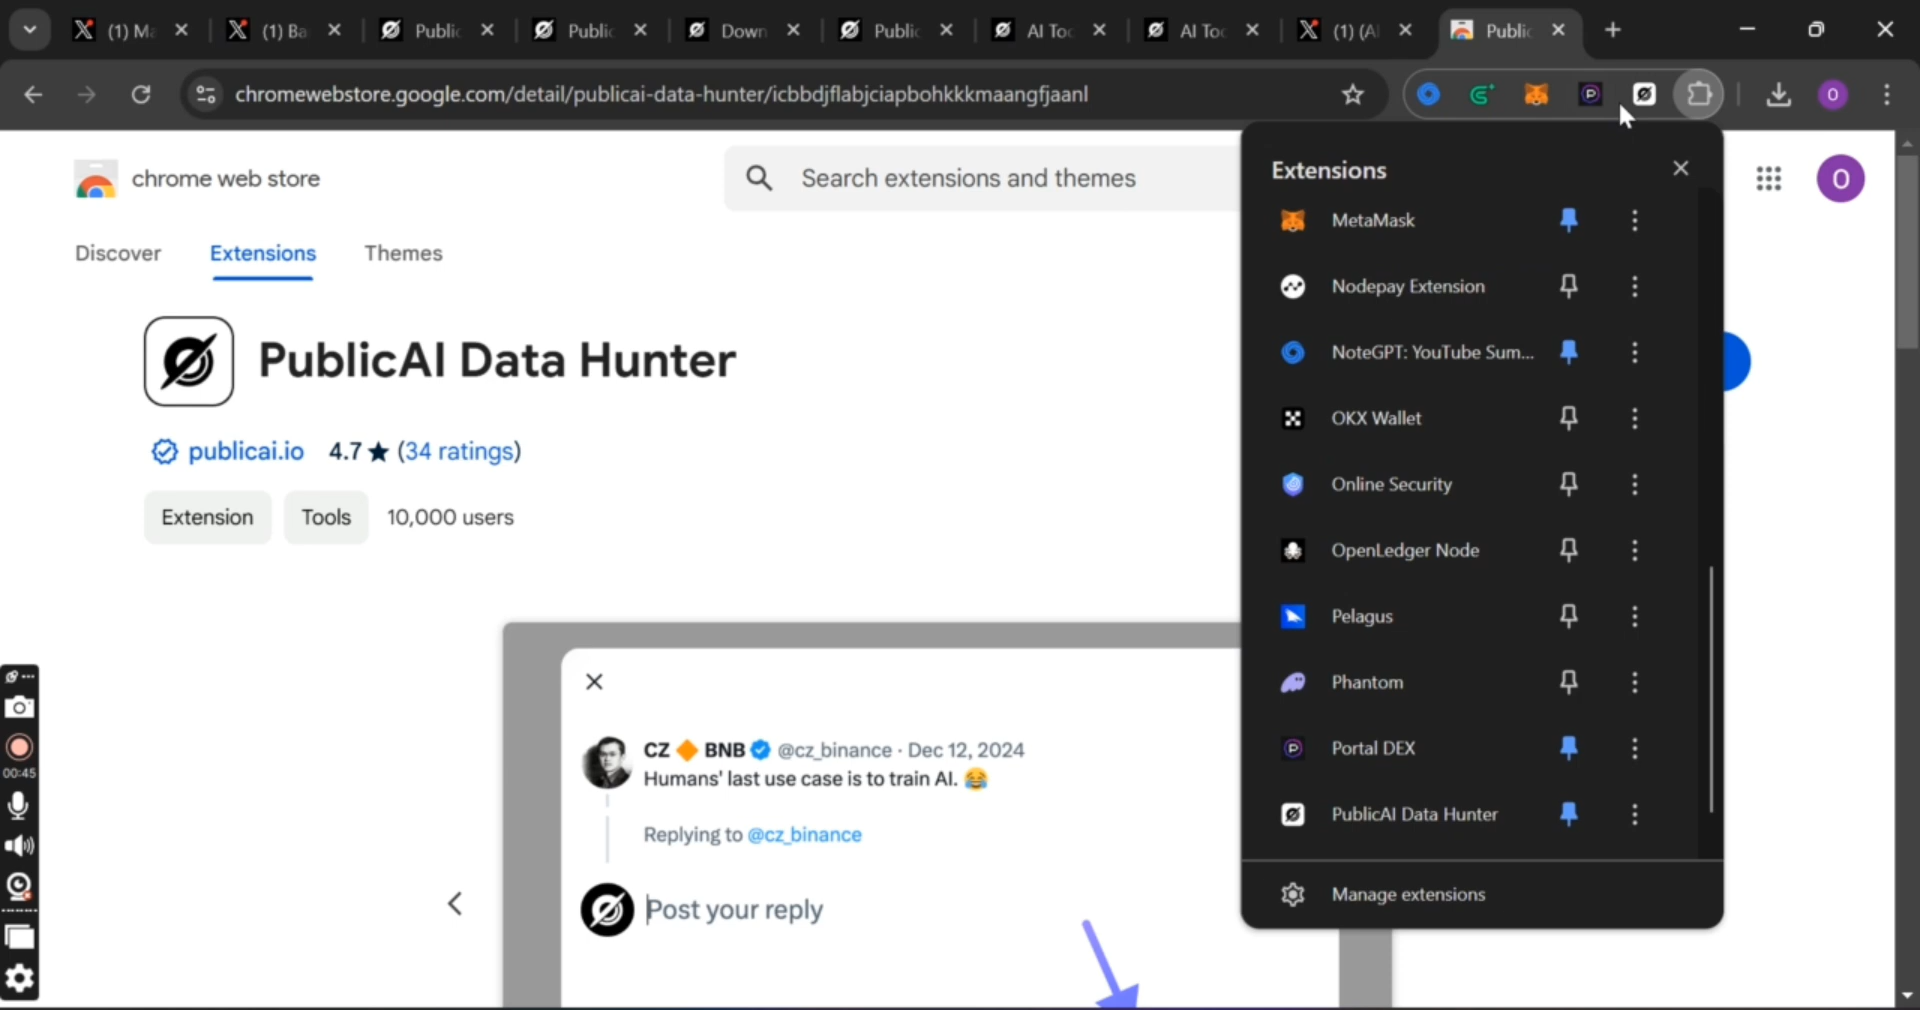 (1) Ma
(1) Ba
Public
Public
Down
Public
AI Too
AI Too
(1) (AI
Public
chromewebstore.google.com/detail/publicai-data-hunter/icbbdjflabjciapbohkkkmaangfjaanl
O
chrome web store
Search extensions and themes
O
Discover
Extensions
Themes
PublicAI Data Hunter
publicai.io 4.7★ (34 ratings)
Extension
Tools
10,000 users
CZ 🔶 BNB @cz_binance · Dec 12, 2024
Humans' last use case is to train AI. 😂
Replying to @cz_binance
Post your reply
Extensions
MetaMask
Nodepay Extension
NoteGPT: YouTube Sum...
OKX Wallet
Online Security
OpenLedger Node
Pelagus
Phantom
Portal DEX
PublicAI Data Hunter
Manage extensions
00:45